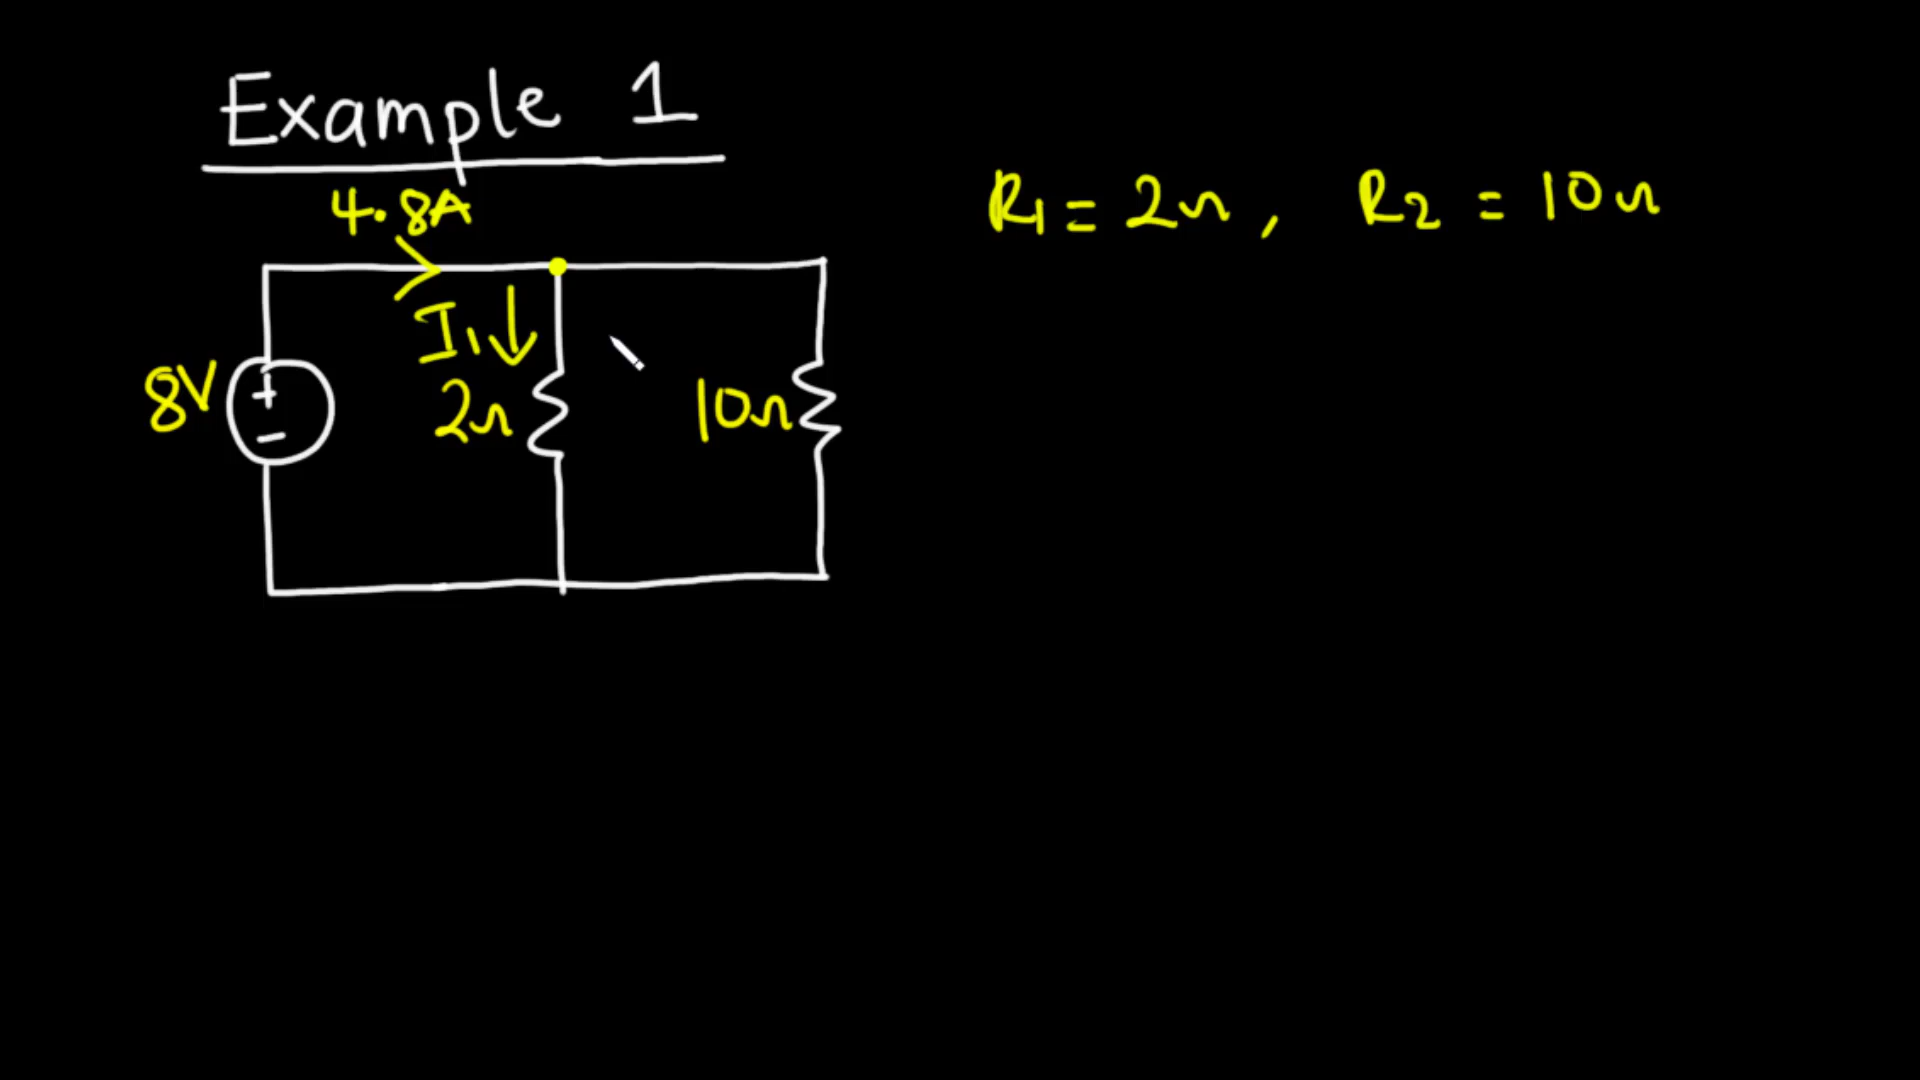 Example 1
R1 = 2Ω, R2 = 10Ω
4.8A
I1
8V
+
-
2Ω
10Ω